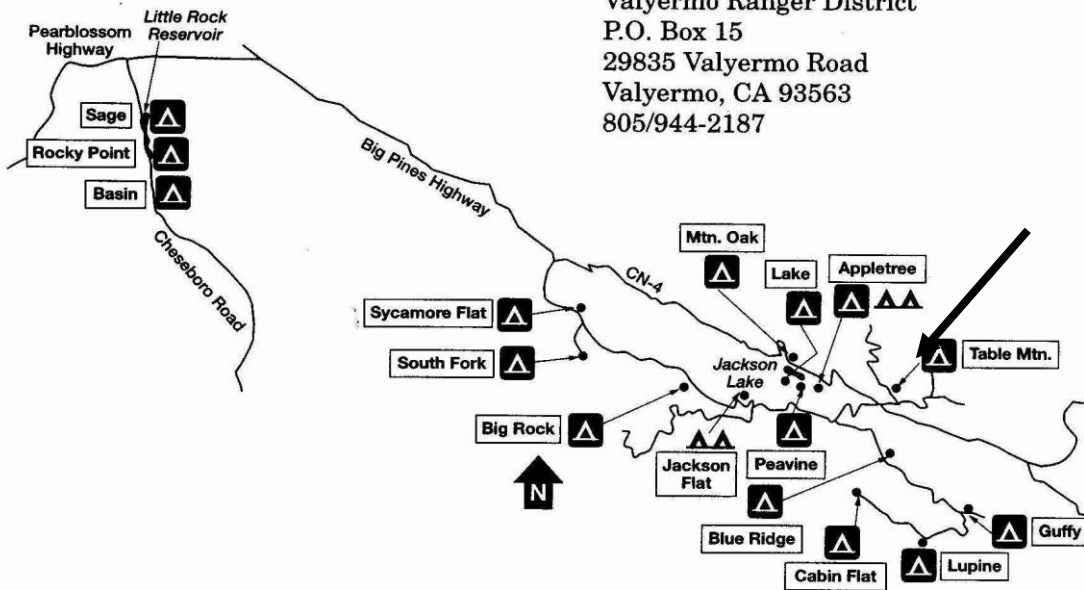 Valyermo Ranger District
P.O. Box 15
29835 Valyermo Road
Valyermo, CA 93563
805/944-2187
Little Rock
Reservoir
Pearblossom
Highway
Sage
Rocky Point
Basin
Cheseboro Road
Big Pines Highway
CN-4
Mtn. Oak
Lake
Appletree
Table Mtn.
Sycamore Flat
South Fork
Jackson
Lake
Big Rock
N
Jackson
Flat
Peavine
Blue Ridge
Cabin Flat
Lupine
Guffy